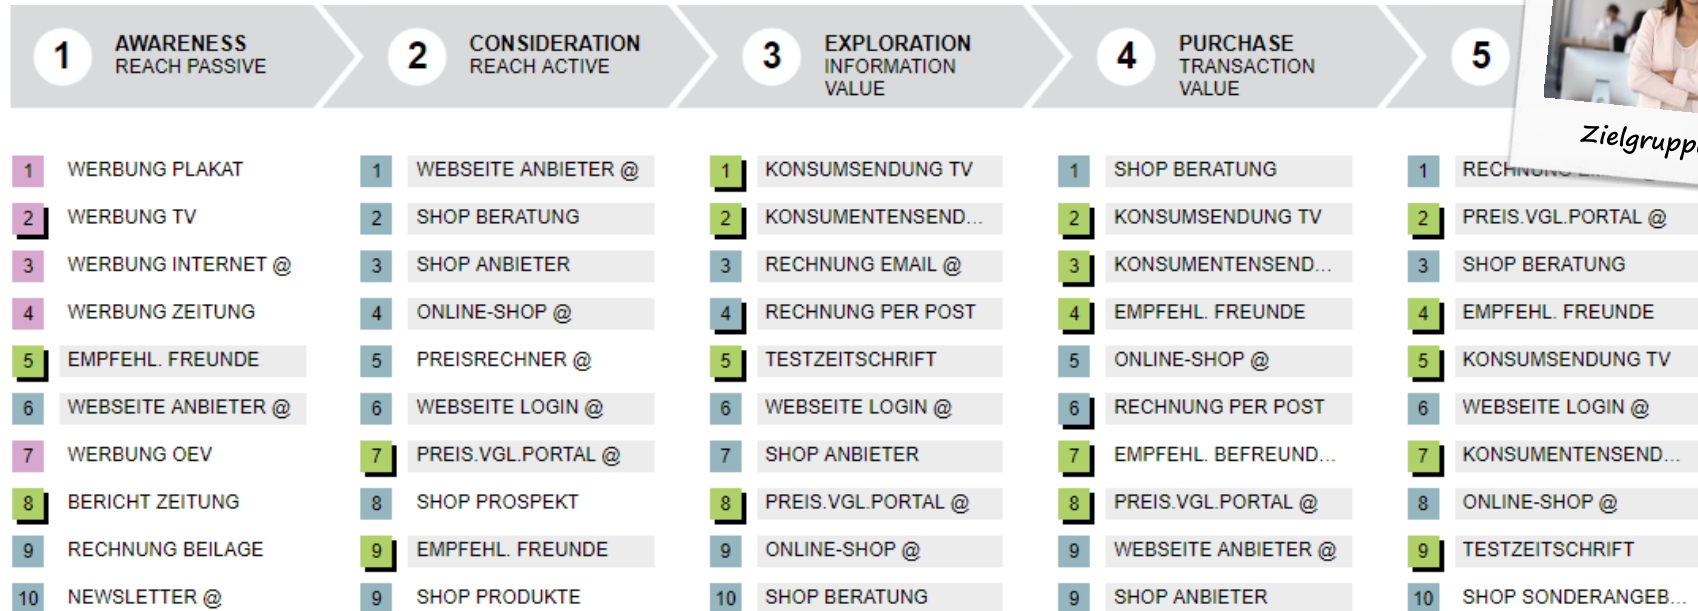 1
AWARENESS
REACH PASSIVE
2
CONSIDERATION
REACH ACTIVE
3
EXPLORATION
INFORMATION
VALUE
4
PURCHASE
TRANSACTION
VALUE
5
1 WERBUNG PLAKAT
2 WERBUNG TV
3 WERBUNG INTERNET @
4 WERBUNG ZEITUNG
5 EMPFEHL. FREUNDE
6 WEBSEITE ANBIETER @
7 WERBUNG OEV
8 BERICHT ZEITUNG
9 RECHNUNG BEILAGE
10 NEWSLETTER @
1 WEBSEITE ANBIETER @
2 SHOP BERATUNG
3 SHOP ANBIETER
4 ONLINE-SHOP @
5 PREISRECHNER @
6 WEBSEITE LOGIN @
7 PREIS.VGL.PORTAL @
8 SHOP PROSPEKT
9 EMPFEHL. FREUNDE
9 SHOP PRODUKTE
1 KONSUMSENDUNG TV
2 KONSUMENTENSEND...
3 RECHNUNG EMAIL @
4 RECHNUNG PER POST
5 TESTZEITSCHRIFT
6 WEBSEITE LOGIN @
7 SHOP ANBIETER
8 PREIS.VGL.PORTAL @
9 ONLINE-SHOP @
10 SHOP BERATUNG
1 SHOP BERATUNG
2 KONSUMSENDUNG TV
3 KONSUMENTENSEND...
4 EMPFEHL. FREUNDE
5 ONLINE-SHOP @
6 RECHNUNG PER POST
7 EMPFEHL. BEFREUND...
8 PREIS.VGL.PORTAL @
9 WEBSEITE ANBIETER @
9 SHOP ANBIETER
Zielgruppe
1 RECHNUNG
2 PREIS.VGL.PORTAL @
3 SHOP BERATUNG
4 EMPFEHL. FREUNDE
5 KONSUMSENDUNG TV
6 WEBSEITE LOGIN @
7 KONSUMENTENSEND...
8 ONLINE-SHOP @
9 TESTZEITSCHRIFT
10 SHOP SONDERANGEB...